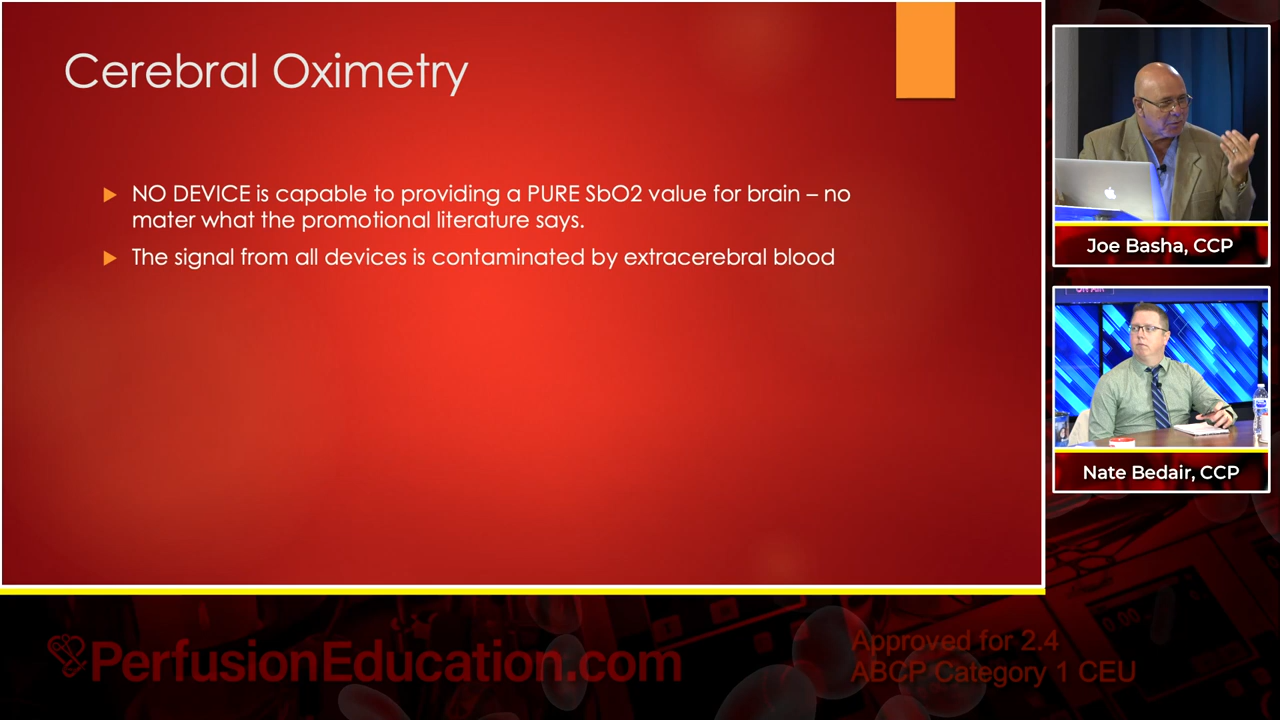 Cerebral Oximetry
NO DEVICE is capable to providing a PURE SbO2 value for brain – no
mater what the promotional literature says.
The signal from all devices is contaminated by extracerebral blood
Joe Basha, CCP
ON AIR
Nate Bedair, CCP
PerfusionEducation.com
Approved for 2.4
ABCP Category 1 CEU